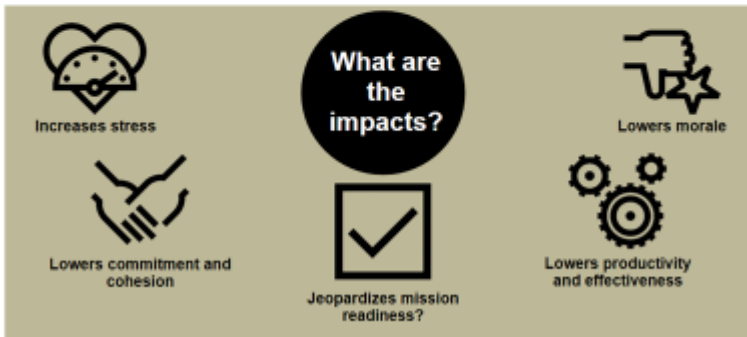 What are
the
impacts?
Increases stress
Lowers morale
Lowers commitment and
cohesion
Jeopardizes mission
readiness?
Lowers productivity
and effectiveness